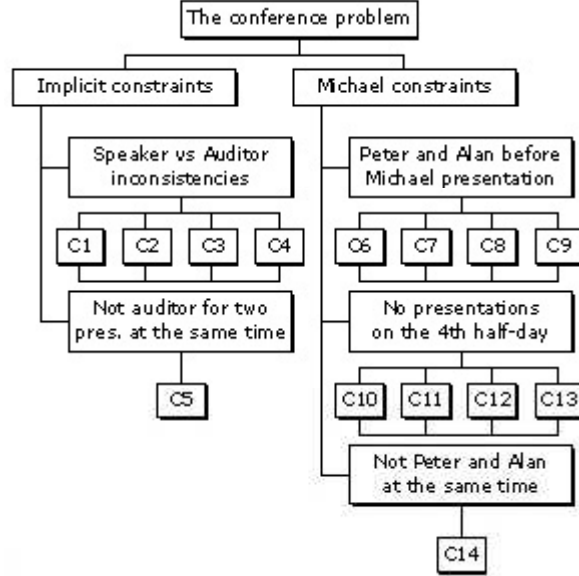 The conference problem
Implicit constraints
Michael constraints
Speaker vs Auditor
inconsistencies
Peter and Alan before
Michael presentation
C1 C2 C3 C4
C6 C7 C8 C9
Not auditor for two
pres. at the same time
No presentations
on the 4th half-day
C5
C10 C11 C12 C13
Not Peter and Alan
at the same time
C14